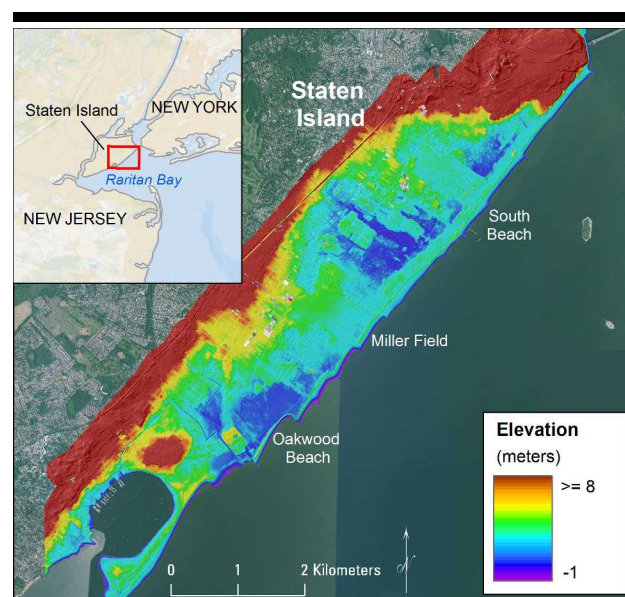 Staten Island
NEW YORK
Raritan Bay
NEW JERSEY
Staten
Island
South
Beach
Miller Field
Oakwood
Beach
Elevation
(meters)
>= 8
-1
0 1 2 Kilometers
N